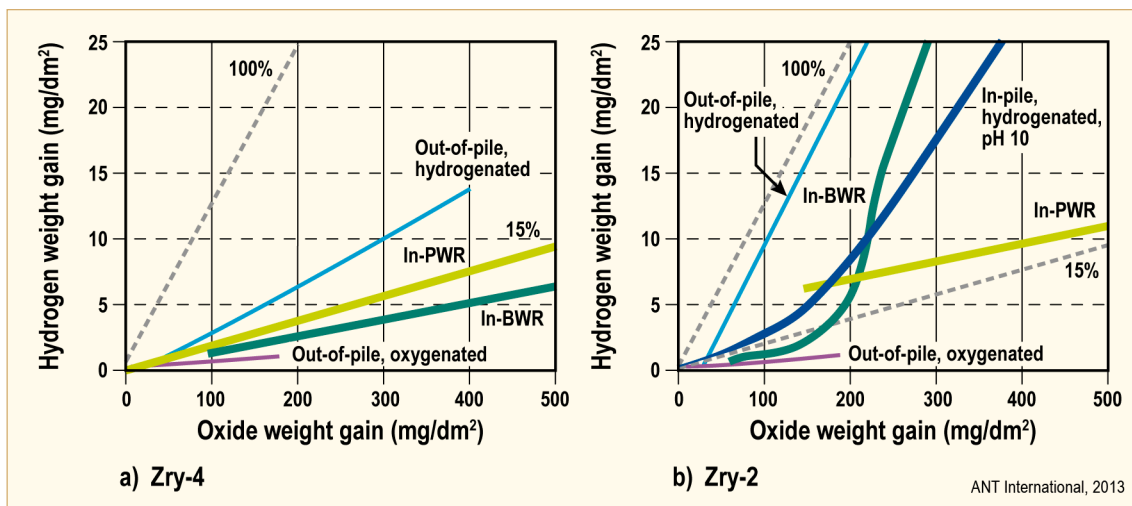 25
20
15
10
5
0
Hydrogen weight gain (mg/dm²)
100%
Out-of-pile,
hydrogenated
15%
In-PWR
In-BWR
Out-of-pile, oxygenated
0
100
200
300
400
500
Oxide weight gain (mg/dm²)
a) Zry-4
25
20
15
10
5
0
Hydrogen weight gain (mg/dm²)
100%
Out-of-pile,
hydrogenated
In-pile,
hydrogenated,
pH 10
In-BWR
In-PWR
15%
Out-of-pile, oxygenated
0
100
200
300
400
500
Oxide weight gain (mg/dm²)
b) Zry-2
ANT International, 2013